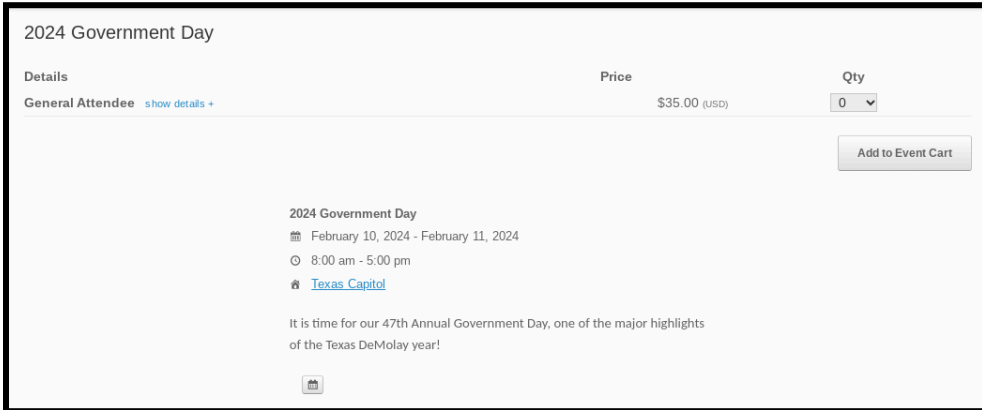 2024 Government Day
Details Price Qty
General Attendee show details + $35.00 (USD) 0
Add to Event Cart
2024 Government Day
February 10, 2024 - February 11, 2024
8:00 am - 5:00 pm
Texas Capitol
It is time for our 47th Annual Government Day, one of the major highlights
of the Texas DeMolay year!